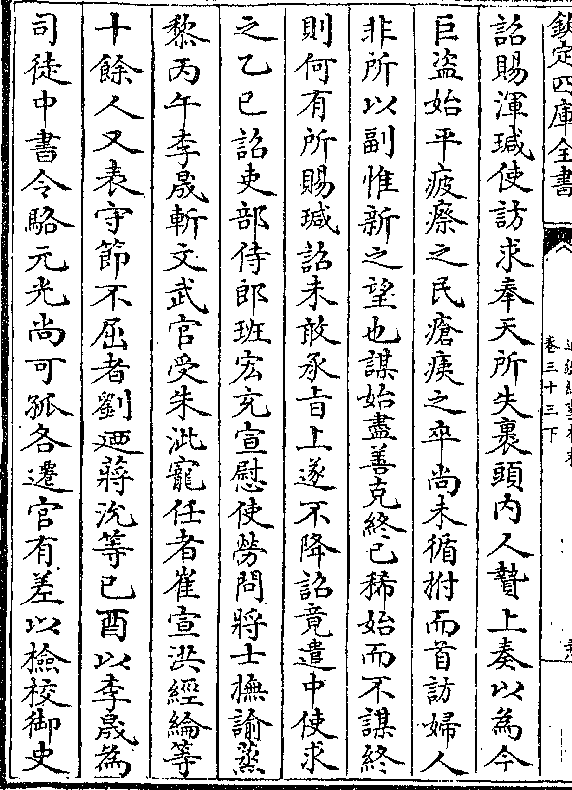 欽定四庫全書
卷三十三下
詔賜渾瑊使訪求奉天所失裹頭内人贄上奏以為今
巨盗始平疲瘵之民瘡痍之卒尚未循拊而首訪婦人
非所以副惟新之望也謀始盡善克終已稀始而不謀終
則何有所賜瑊詔未敢承旨上遂不降詔竟遣中使求
之乙巳詔吏部侍郎班宏充宣慰使勞問將士撫諭蒸
黎丙午李晟斬文武官受朱泚寵任者崔宣洪經綸等
十餘人又表守節不屈者劉廼蔣沇等己酉以李晟為
司徒中書令駱元光尚可孤各遷官有差以檢校御史